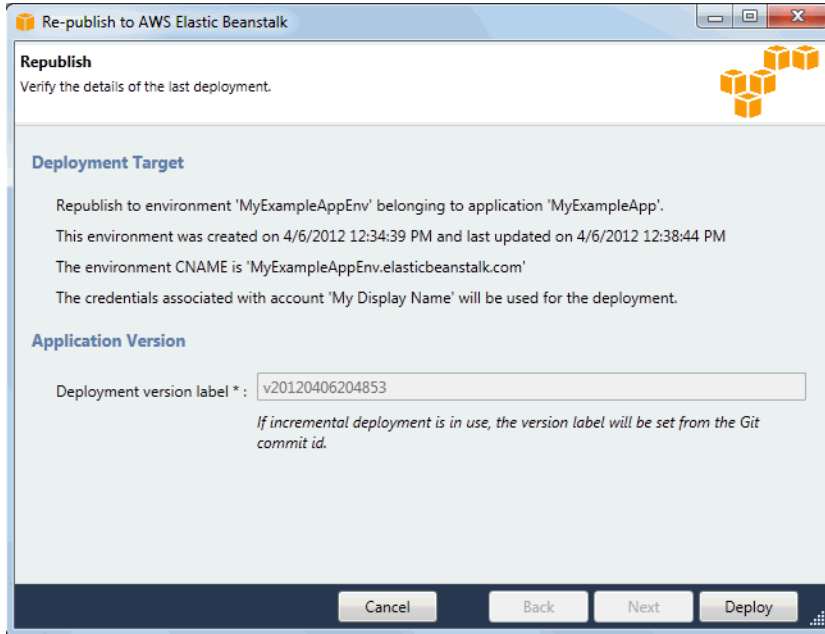 Re-publish to AWS Elastic Beanstalk
Republish
Verify the details of the last deployment.
Deployment Target
Republish to environment 'MyExampleAppEnv' belonging to application 'MyExampleApp'.
This environment was created on 4/6/2012 12:34:39 PM and last updated on 4/6/2012 12:38:44 PM
The environment CNAME is 'MyExampleAppEnv.elasticbeanstalk.com'
The credentials associated with account 'My Display Name' will be used for the deployment.
Application Version
Deployment version label * : v20120406204853
If incremental deployment is in use, the version label will be set from the Git
commit id.
Cancel Back Next Deploy